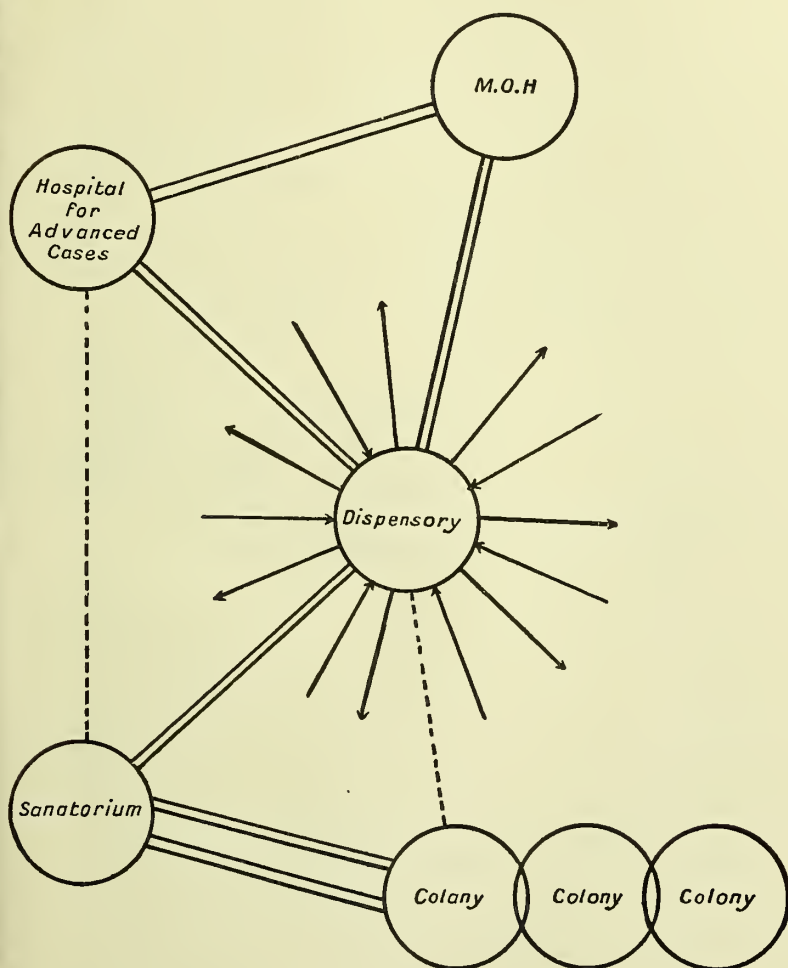 M.O.H
Hospital
for
Advanced
Cases
Dispensory
Sanatorium
Colany
Colony
Colony